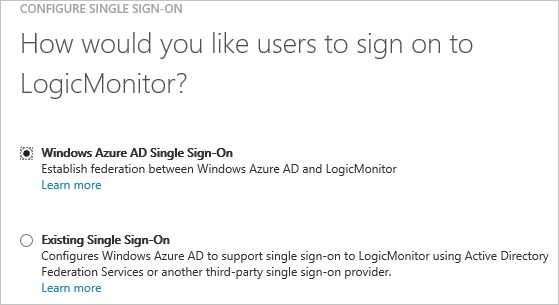 CONFIGURE SINGLE SIGN-ON
How would you like users to sign on to
LogicMonitor?
Windows Azure AD Single Sign-On
Establish federation between Windows Azure AD and LogicMonitor
Learn more
Existing Single Sign-On
Configures Windows Azure AD to support single sign-on to LogicMonitor using Active Directory
Federation Services or another third-party single sign-on provider.
Learn more